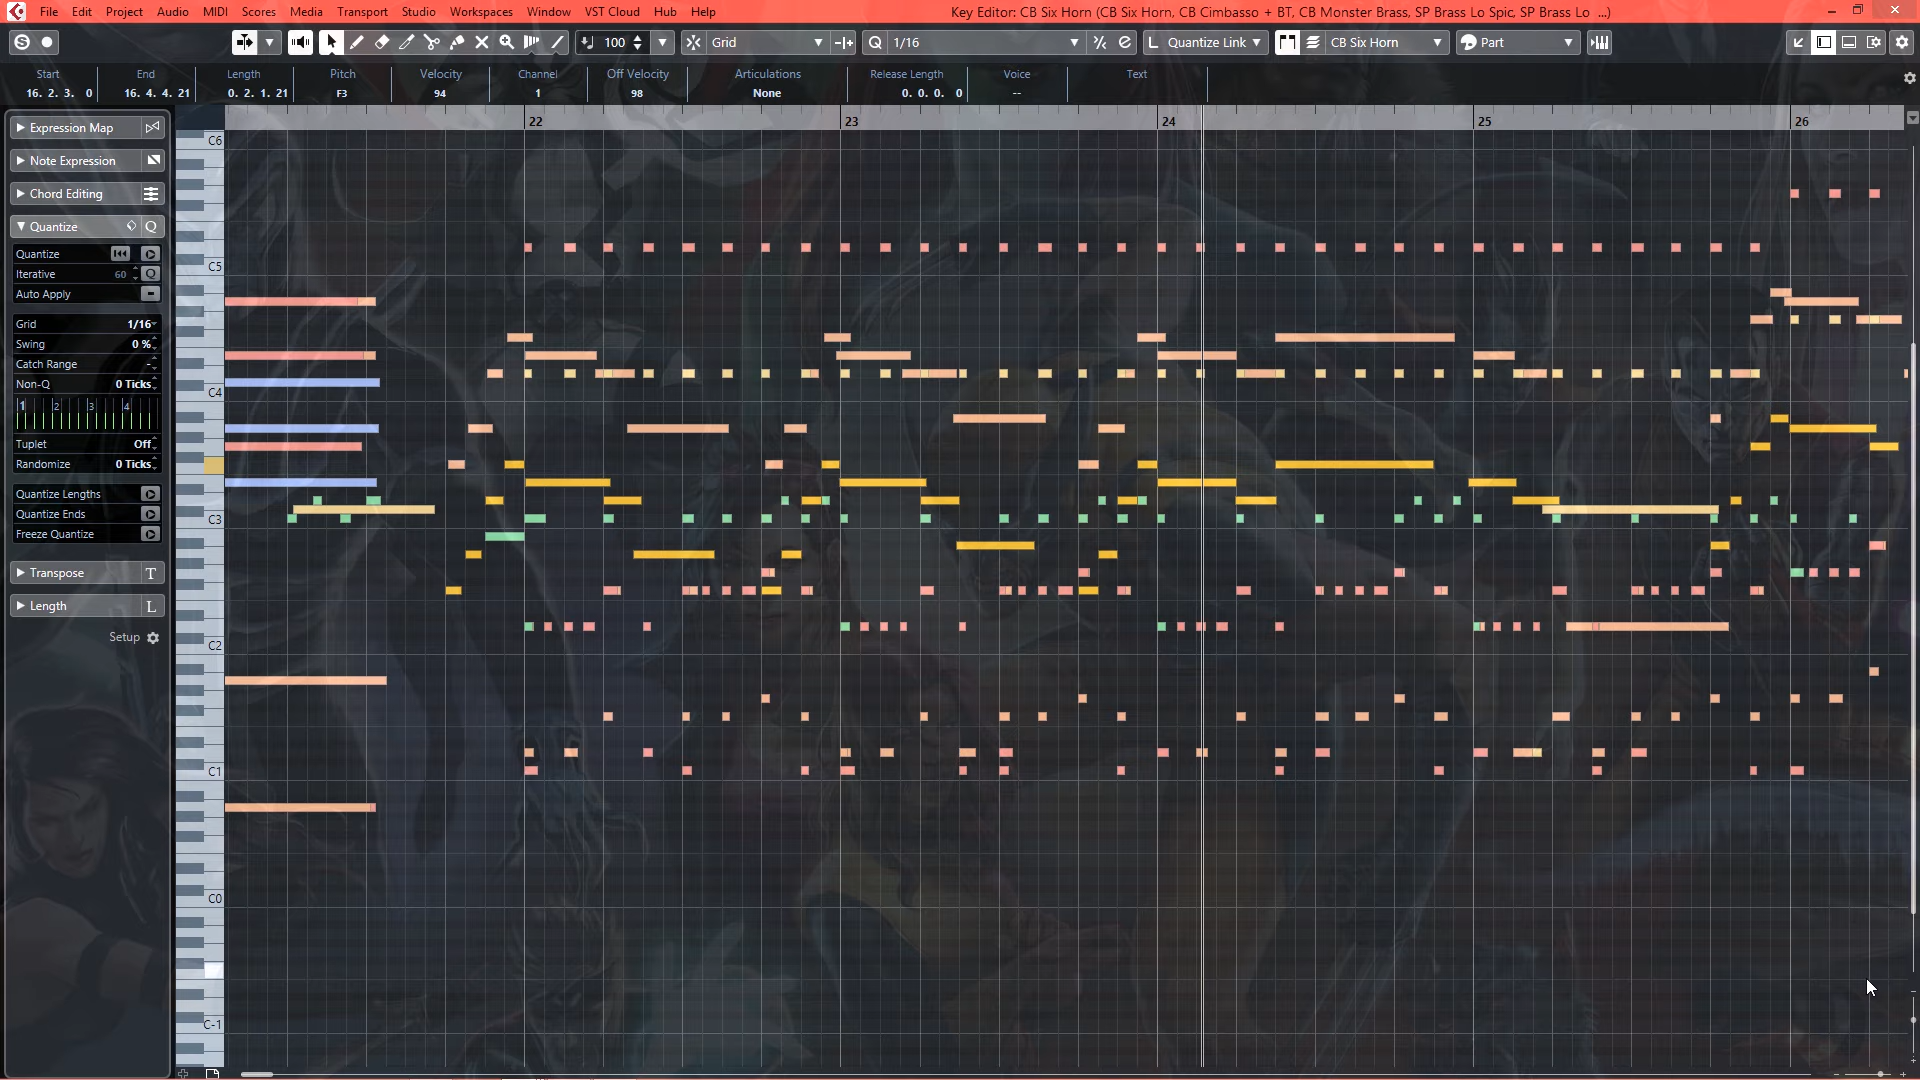 File Edit Project Audio MIDI Scores Media Transport Studio Workspaces Window VST Cloud Hub Help Key Editor: CB Six Horn (CB Six Horn, CB Cimbasso + BT, CB Monster Brass, SP Brass Lo Spic, SP Brass Lo ...)
S 100 Grid Q 1/16 e L Quantize Link CB Six Horn Part
Start End Length Pitch Velocity Channel Off Velocity Articulations Release Length Voice Text
16. 2. 3. 0 16. 4. 4. 21 0. 2. 1. 21 F3 94 1 98 None 0. 0. 0. 0 --
22 23 24 25 26
Expression Map
Note Expression
Chord Editing
Quantize Q
Quantize
Iterative 60 Q
Auto Apply
Grid 1/16
Swing 0 %
Catch Range -
Non-Q 0 Ticks
1 2 3 4
Tuplet Off
Randomize 0 Ticks
Quantize Lengths
Quantize Ends
Freeze Quantize
Transpose T
Length L
Setup
C6
C5
C4
C3
C2
C1
C0
C-1